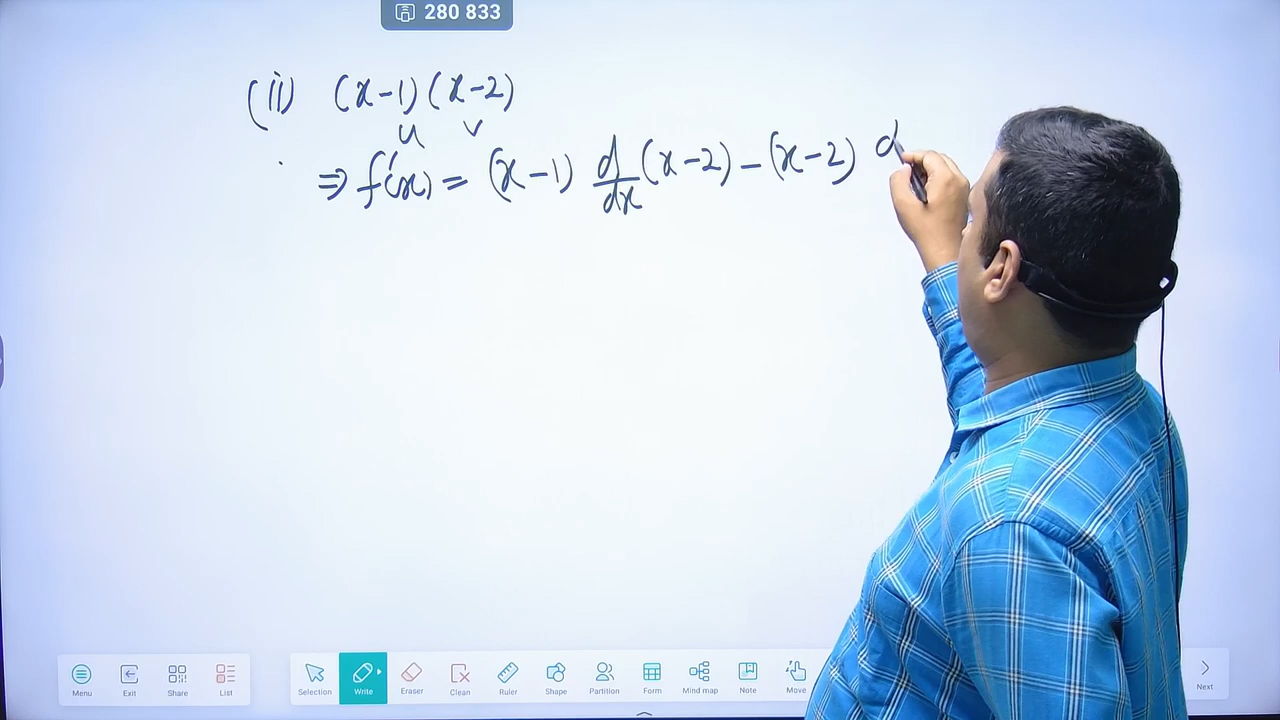 280 833
(ii) (x-1)(x-2)
u v
⇒ f'(x) = (x-1) d/dx (x-2) - (x-2) d
Menu Exit Share List Selection Write Eraser Clean Ruler Shape Partition Form Mind map Note Move Next